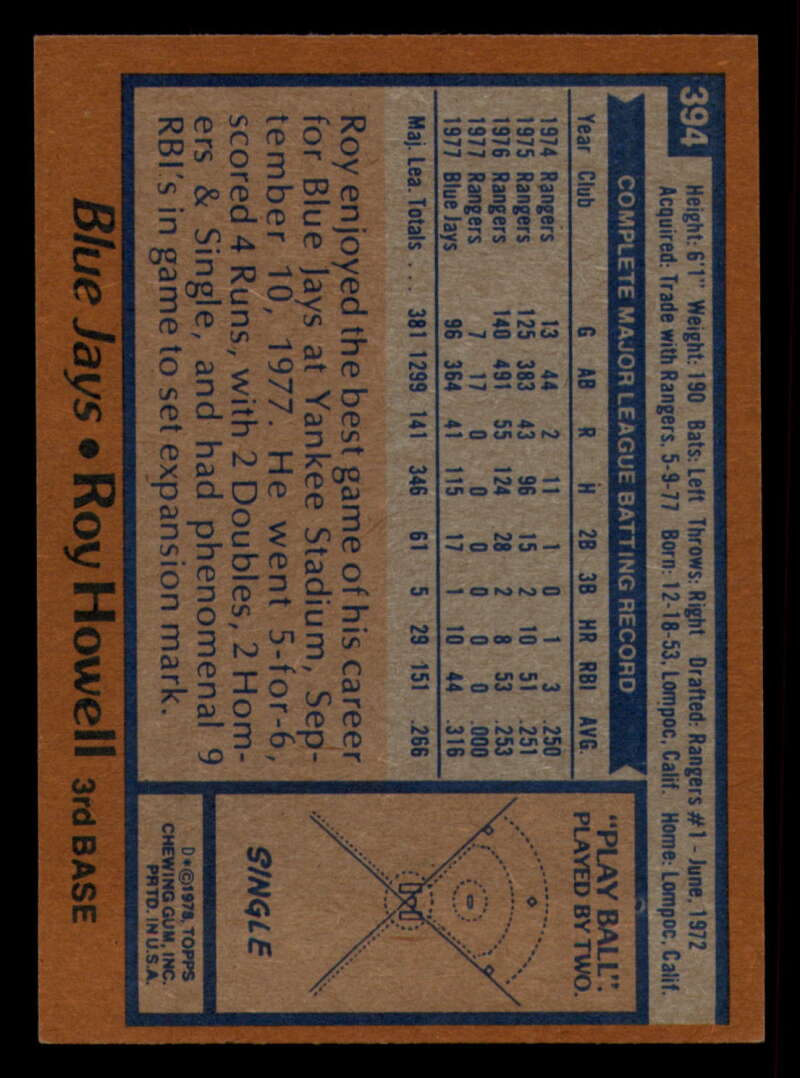 394
Height: 6'1" Weight: 190 Bats: Left Throws: Right Drafted: Rangers #1 - June, 1972
Acquired: Trade with Rangers, 5-9-77 Born: 12-18-53, Lompoc, Calif. Home: Lompoc, Calif.
COMPLETE MAJOR LEAGUE BATTING RECORD
Year Club G AB R H 2B 3B HR RBI AVG.
1974 Rangers 13 44 2 11 1 0 1 3 .250
1975 Rangers 125 383 43 96 15 2 10 51 .251
1976 Rangers 140 491 55 124 28 2 8 53 .253
1977 Rangers 7 17 0 0 0 0 0 0 .000
1977 Blue Jays 96 364 41 115 17 1 10 44 .316
Maj. Lea. Totals .... 381 1299 141 346 61 5 29 151 .266
Roy enjoyed the best game of his career
for Blue Jays at Yankee Stadium, Sep-
tember 10, 1977. He went 5-for-6,
scored 4 Runs, with 2 Doubles, 2 Hom-
ers & Single, and had phenomenal 9
RBI's in game to set expansion mark.
"PLAY BALL":
PLAYED BY TWO.
SINGLE
D*©1978, TOPPS
CHEWING GUM, INC.
PRTD. IN U.S.A.
Blue Jays • Roy Howell 3rd BASE